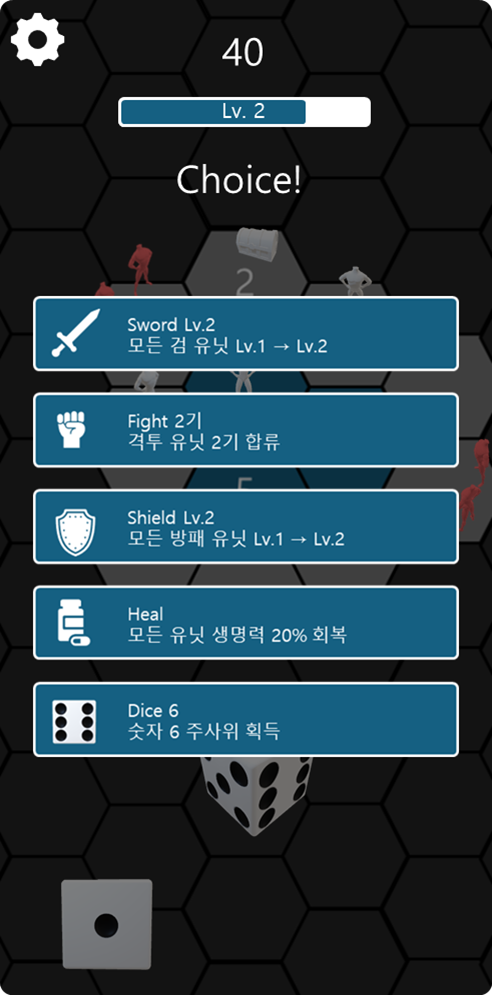 40
Lv. 2
Choice!
2
Sword Lv.2
모든 검 유닛 Lv.1 → Lv.2
Fight 2기
격투 유닛 2기 합류
Shield Lv.2
모든 방패 유닛 Lv.1 → Lv.2
Heal
모든 유닛 생명력 20% 회복
Dice 6
숫자 6 주사위 획득